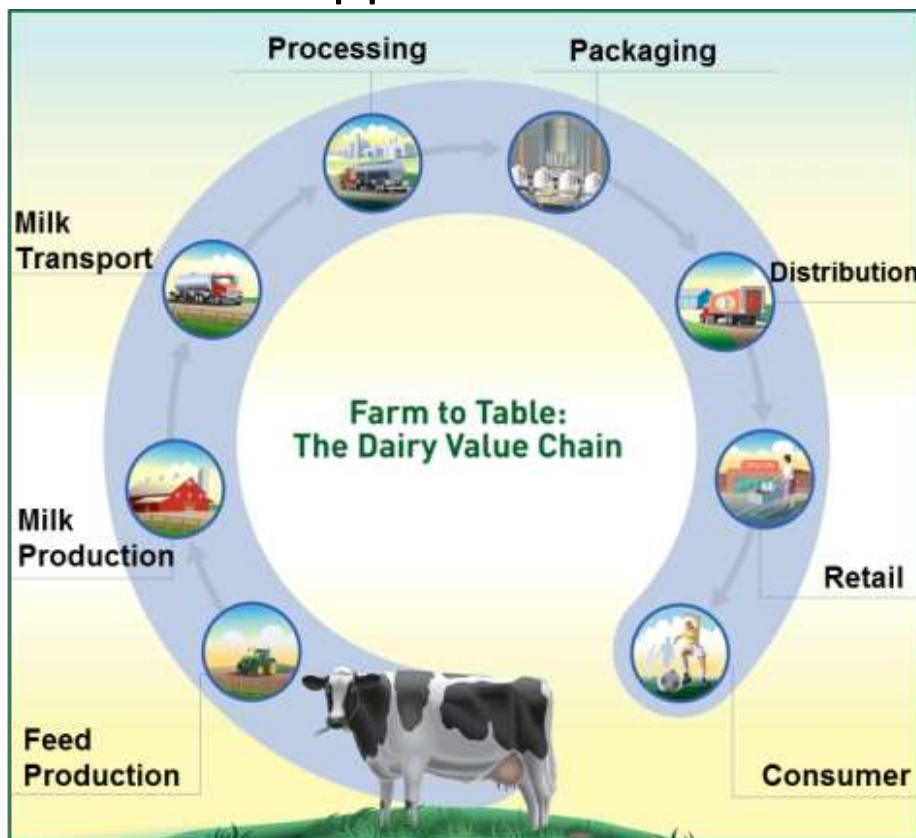 Processing
Packaging
Milk
Transport
Distribution
Farm to Table:
The Dairy Value Chain
Milk
Production
Retail
Feed
Production
Consumer